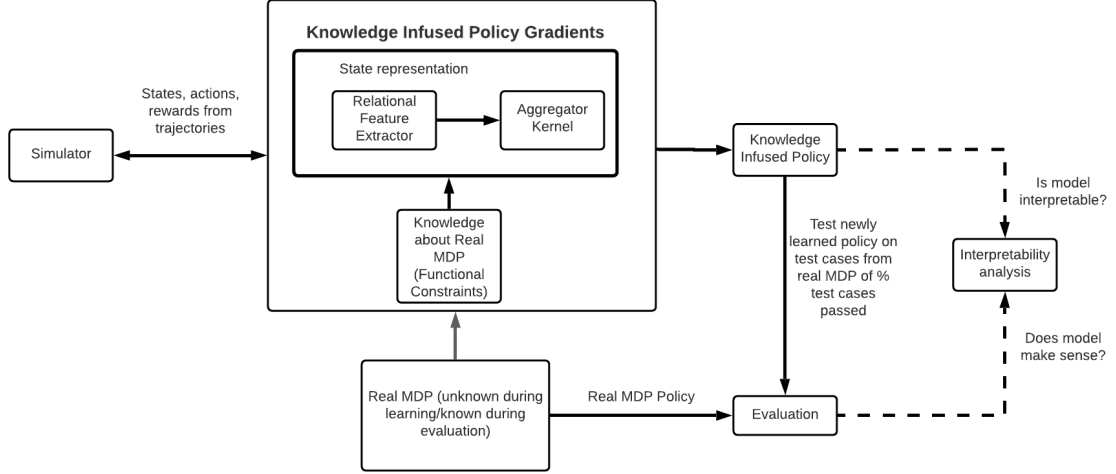 Knowledge Infused Policy Gradients
State representation
Relational
Feature
Extractor
Aggregator
Kernel
States, actions,
rewards from
trajectories
Simulator
Knowledge
about Real
MDP
(Functional
Constraints)
Knowledge
Infused Policy
Is model
interpretable?
Test newly
learned policy on
test cases from
real MDP of %
test cases
passed
Interpretability
analysis
Does model
make sense?
Real MDP (unknown during
learning/known during
evaluation)
Real MDP Policy
Evaluation